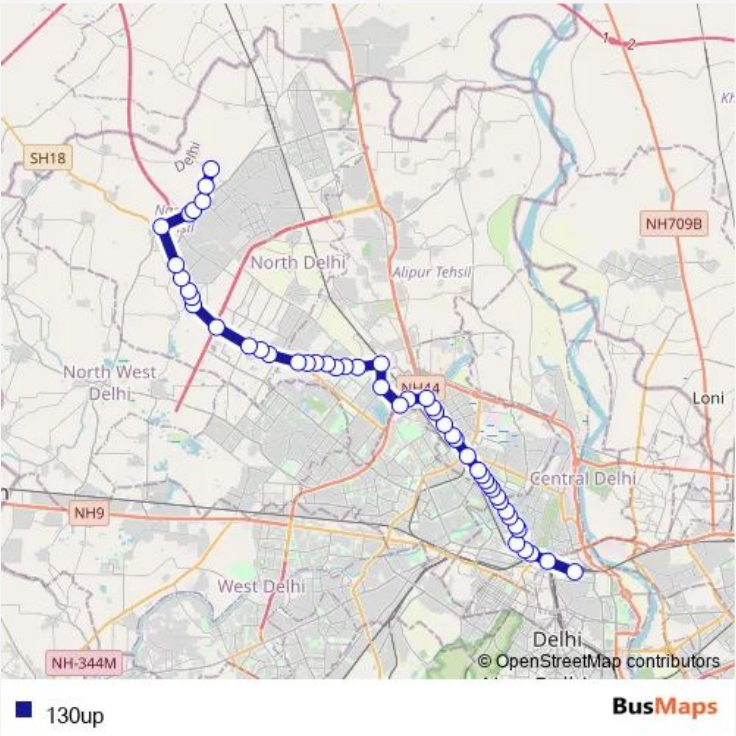 1
2
Delhi
SH18
NH709B
North Delhi
Alipur Tehsil
North West
Delhi
NH44
Loni
Central Delhi
NH9
West Delhi
Delhi
NH-344M
© OpenStreetMap contributors
130up
BusMaps